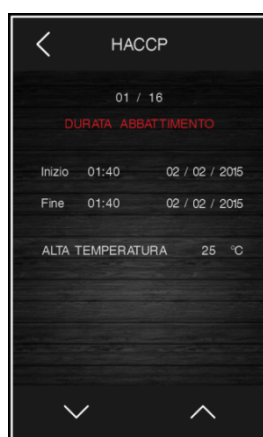 HACCP
01 / 16
DURATA ABBATTIMENTO
Inizio 01:40 02 / 02 / 2015
Fine 01:40 02 / 02 / 2015
ALTA TEMPERATURA 25 °C